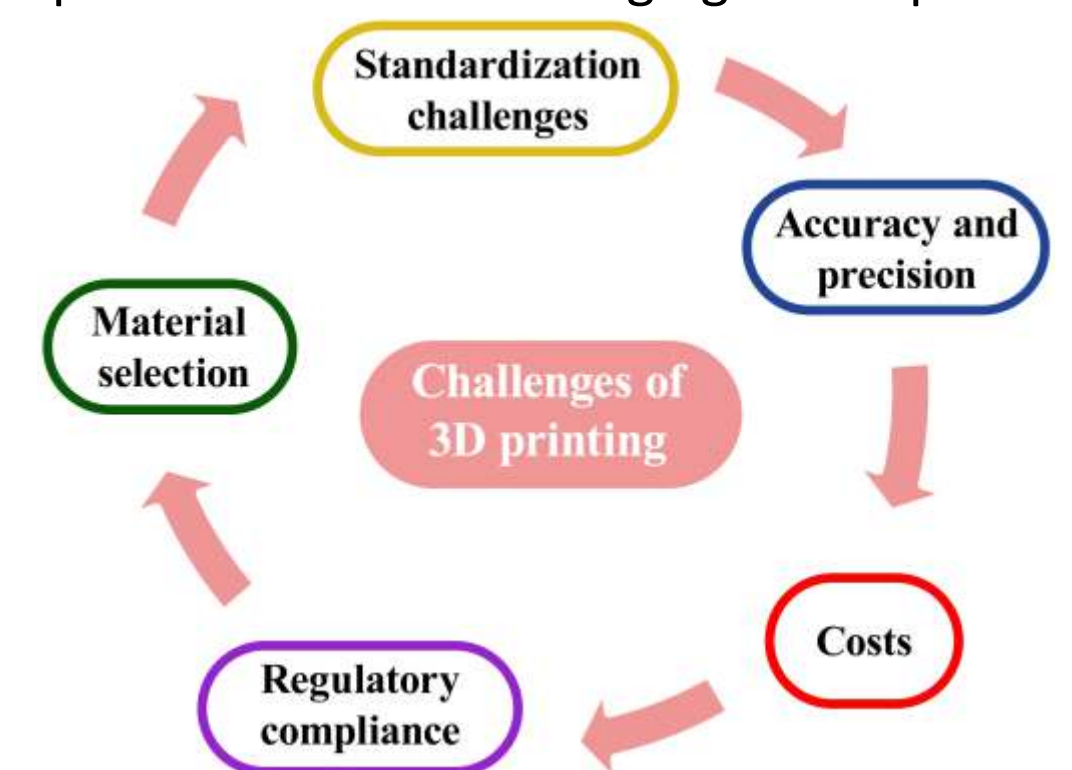 Standardization
challenges
Accuracy and
precision
Material
selection
Challenges of
3D printing
Costs
Regulatory
compliance